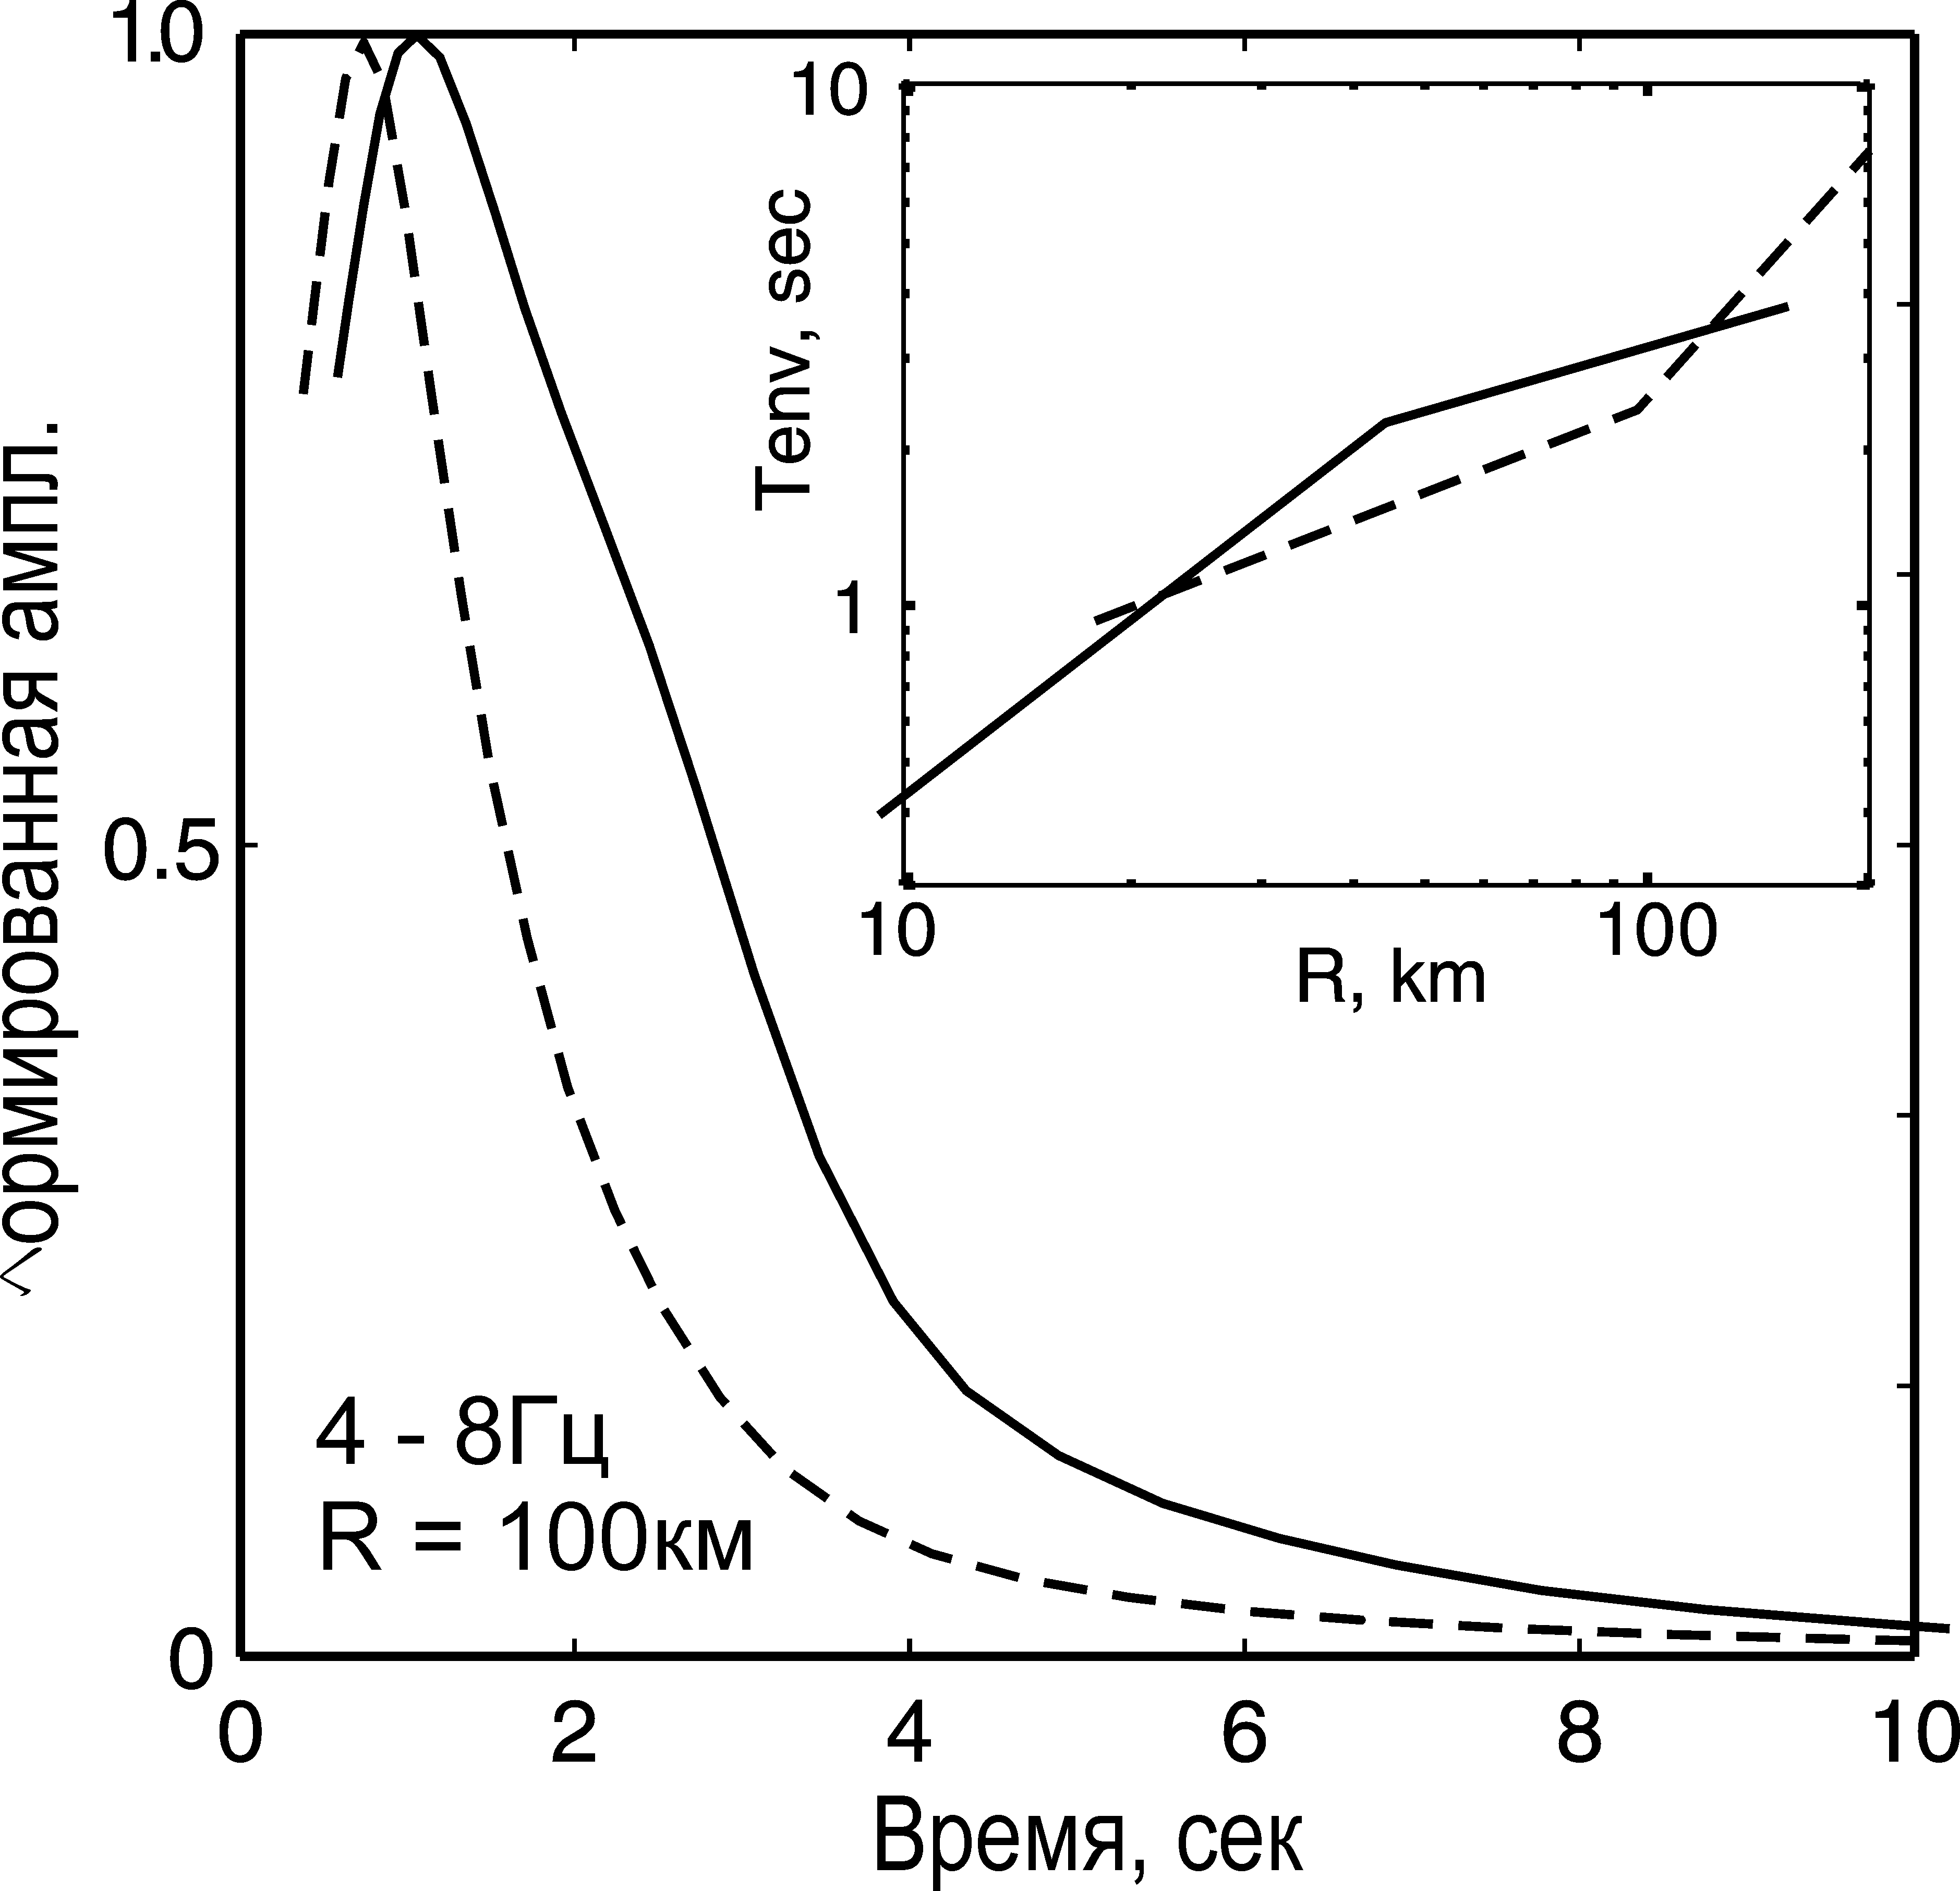 1.0
0.5
0
ормированная ампл.
10
1
Tenv, sec
10 100
R, km
4 - 8Гц
R = 100км
0 2 4 6 8 10
Время, сек